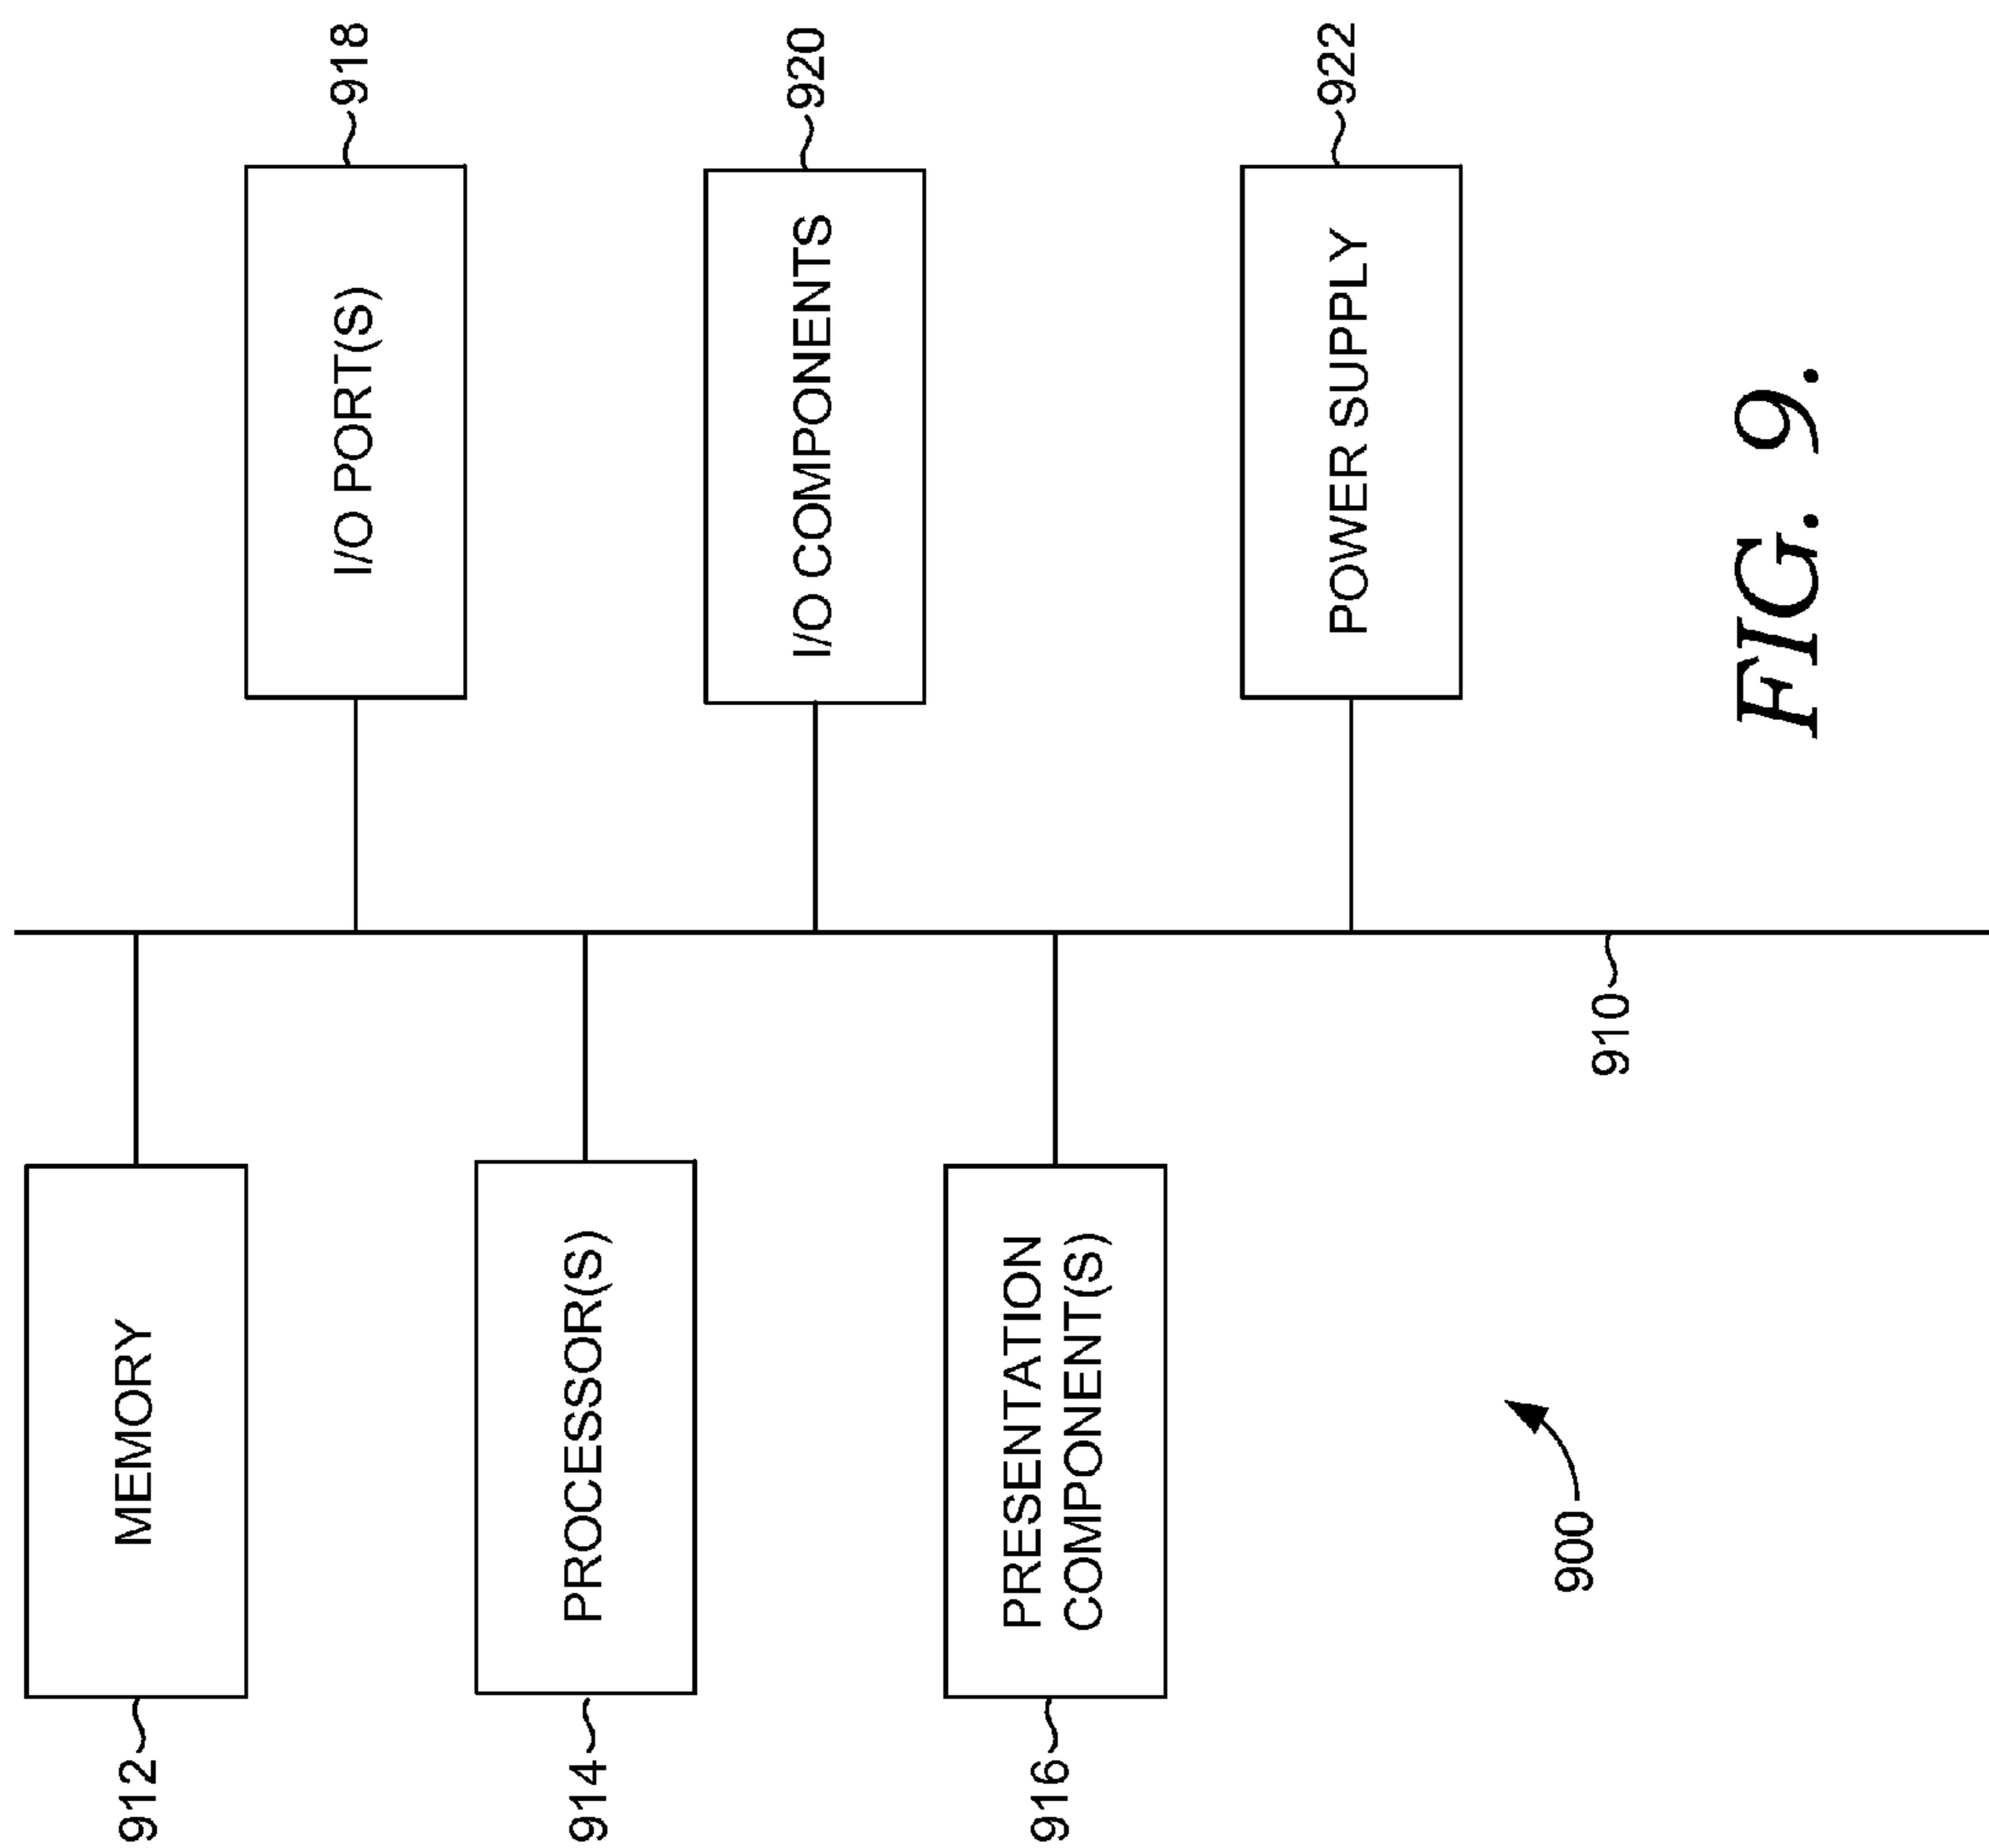 912
MEMORY
I/O PORT(S)
918
914
PROCESSOR(S)
I/O COMPONENTS
920
916
PRESENTATION
COMPONENT(S)
POWER SUPPLY
922
910
900
FIG. 9.